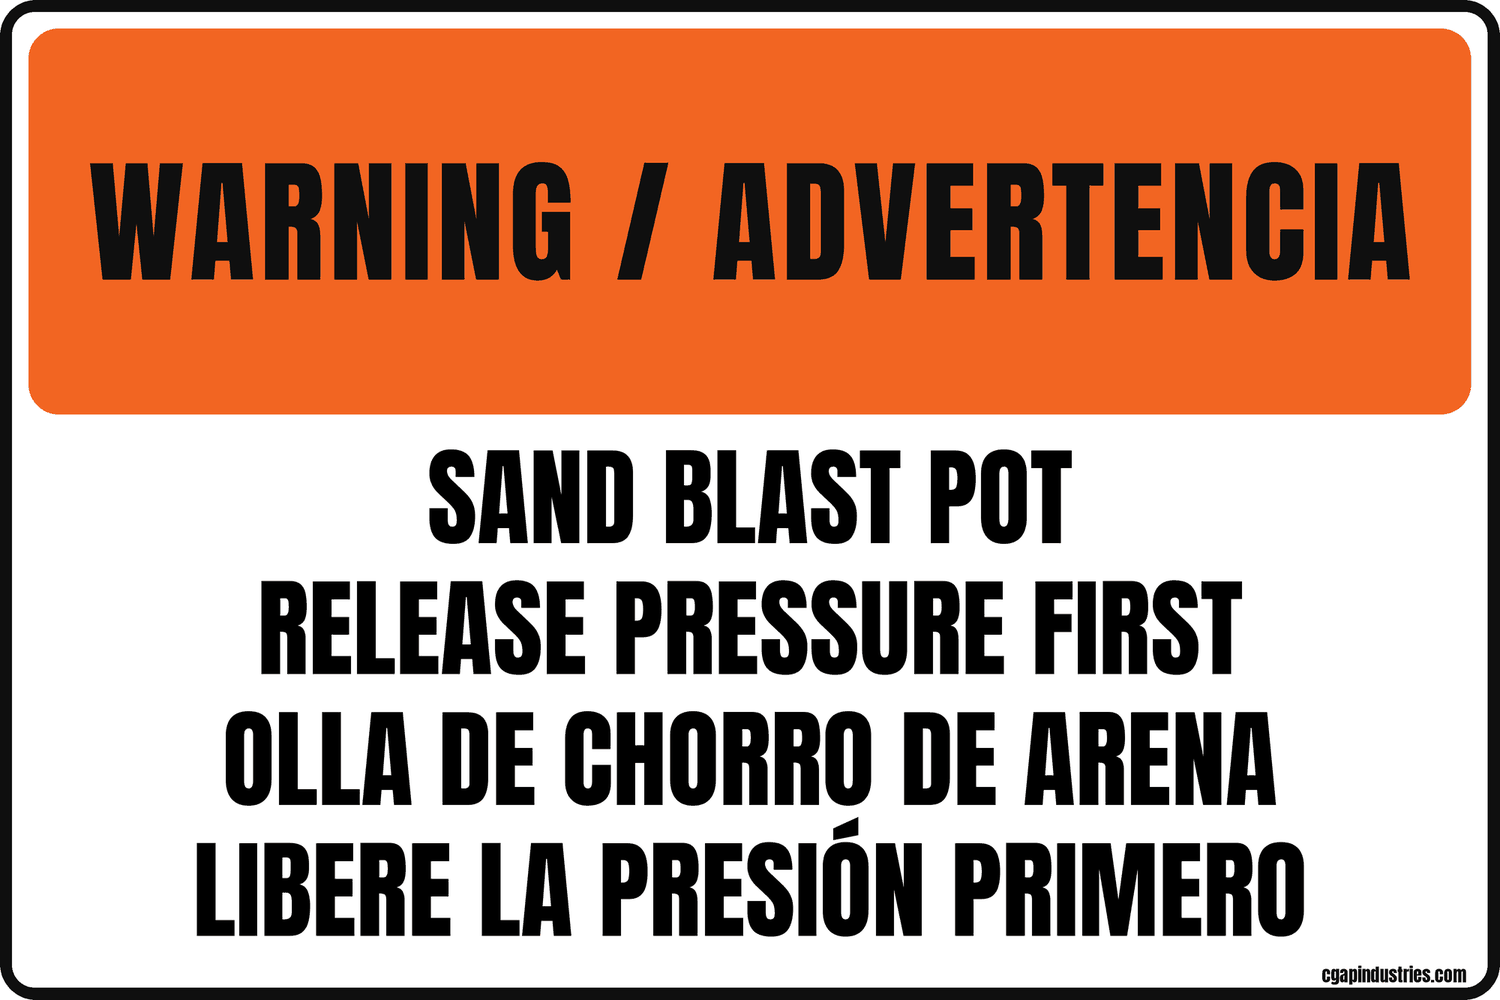 WARNING / ADVERTENCIA
SAND BLAST POT
RELEASE PRESSURE FIRST
OLLA DE CHORRO DE ARENA
LIBERE LA PRESIÓN PRIMERO
cgapindustries.com